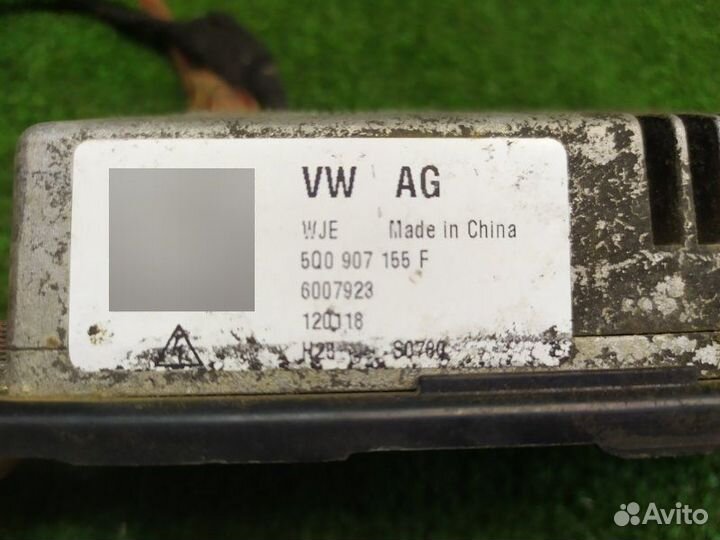 VW AG
WJE Made in China
5Q0 907 155 F
6007923
120118
Avito